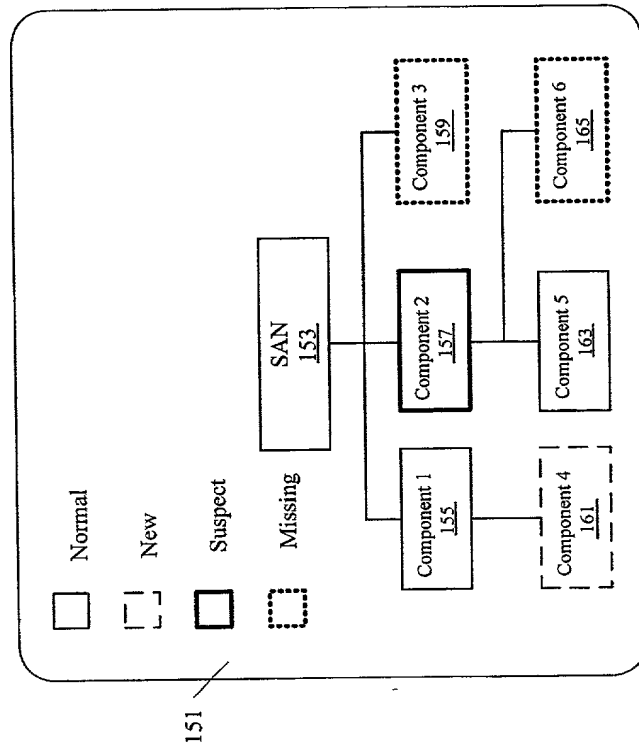 Normal
New
Suspect
Missing
151
SAN
153
Component 1
155
Component 2
157
Component 3
159
Component 4
161
Component 5
163
Component 6
165